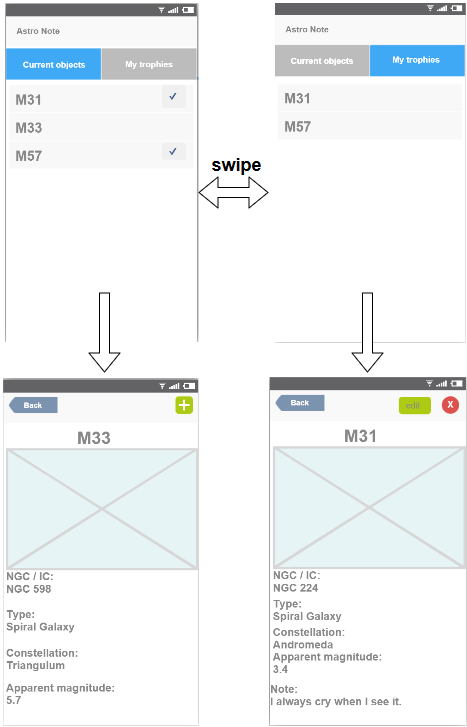 Astro Note
Current objects
My trophies
M31
M33
M57
swipe
Astro Note
Current objects
My trophies
M31
M57
Back
M33
NGC / IC:
NGC 598
Type:
Spiral Galaxy
Constellation:
Triangulum
Apparent magnitude:
5.7
Back
edit
X
M31
NGC / IC:
NGC 224
Type:
Spiral Galaxy
Constellation:
Andromeda
Apparent magnitude:
3.4
Note:
I always cry when I see it.